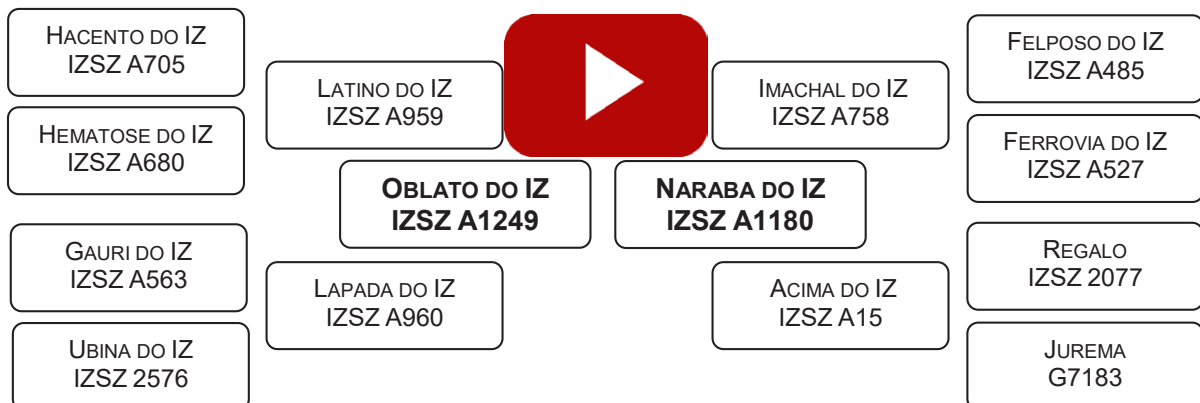 HACENTO DO IZ
IZSZ A705
HEMATOSE DO IZ
IZSZ A680
GAURI DO IZ
IZSZ A563
UBINA DO IZ
IZSZ 2576
LATINO DO IZ
IZSZ A959
LAPADA DO IZ
IZSZ A960
OBLATO DO IZ
IZSZ A1249
NARABA DO IZ
IZSZ A1180
IMACHAL DO IZ
IZSZ A758
ACIMA DO IZ
IZSZ A15
FELPOSO DO IZ
IZSZ A485
FERROVIA DO IZ
IZSZ A527
REGALO
IZSZ 2077
JUREMA
G7183